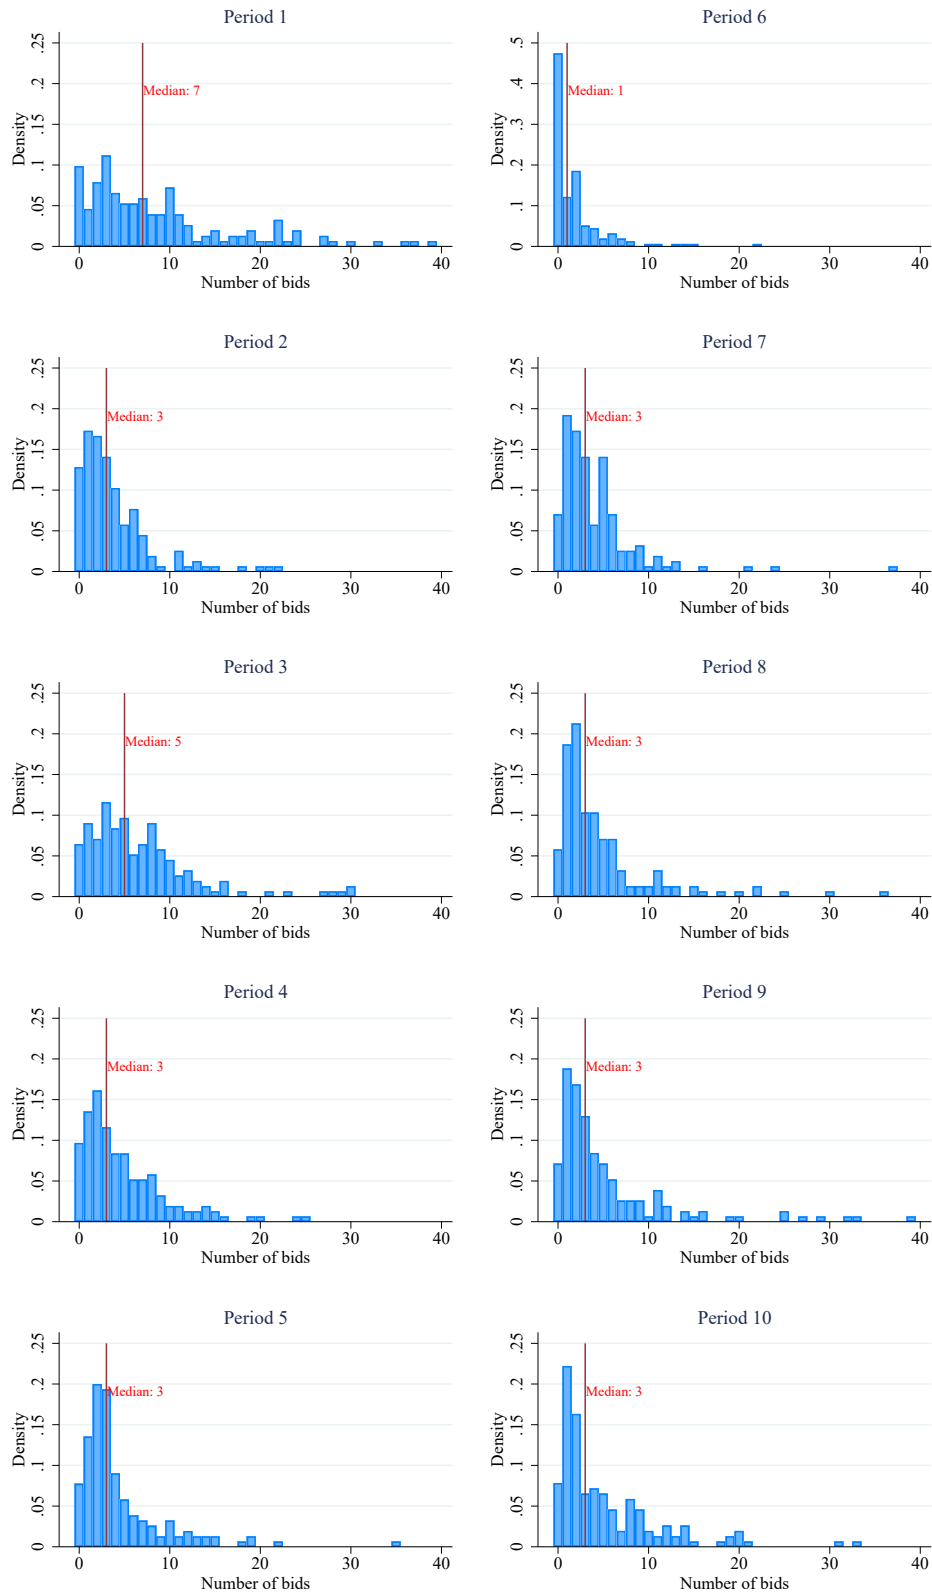 Period 1
.25
.2
.15
.1
.05
0
Density
Median: 7
0 10 20 30 40
Number of bids
Period 6
.5
.4
.3
.2
.1
0
Density
Median: 1
0 10 20 30 40
Number of bids
Period 2
.25
.2
.15
.1
.05
0
Density
Median: 3
0 10 20 30 40
Number of bids
Period 7
.25
.2
.15
.1
.05
0
Density
Median: 3
0 10 20 30 40
Number of bids
Period 3
.25
.2
.15
.1
.05
0
Density
Median: 5
0 10 20 30 40
Number of bids
Period 8
.25
.2
.15
.1
.05
0
Density
Median: 3
0 10 20 30 40
Number of bids
Period 4
.25
.2
.15
.1
.05
0
Density
Median: 3
0 10 20 30 40
Number of bids
Period 9
.25
.2
.15
.1
.05
0
Density
Median: 3
0 10 20 30 40
Number of bids
Period 5
.25
.2
.15
.1
.05
0
Density
Median: 3
0 10 20 30 40
Number of bids
Period 10
.25
.2
.15
.1
.05
0
Density
Median: 3
0 10 20 30 40
Number of bids